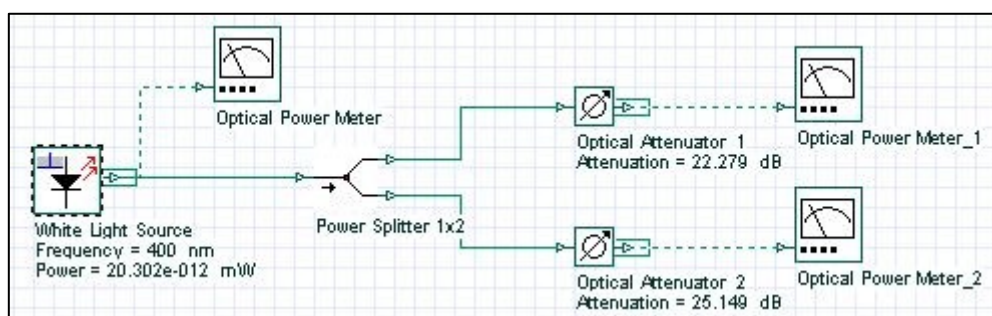 Optical Power Meter
White Light Source
Frequency = 400 nm
Power = 20.302e-012 mW
Power Splitter 1x2
Optical Attenuator 1
Attenuation = 22.279 dB
Optical Power Meter_1
Optical Attenuator 2
Attenuation = 25.149 dB
Optical Power Meter_2